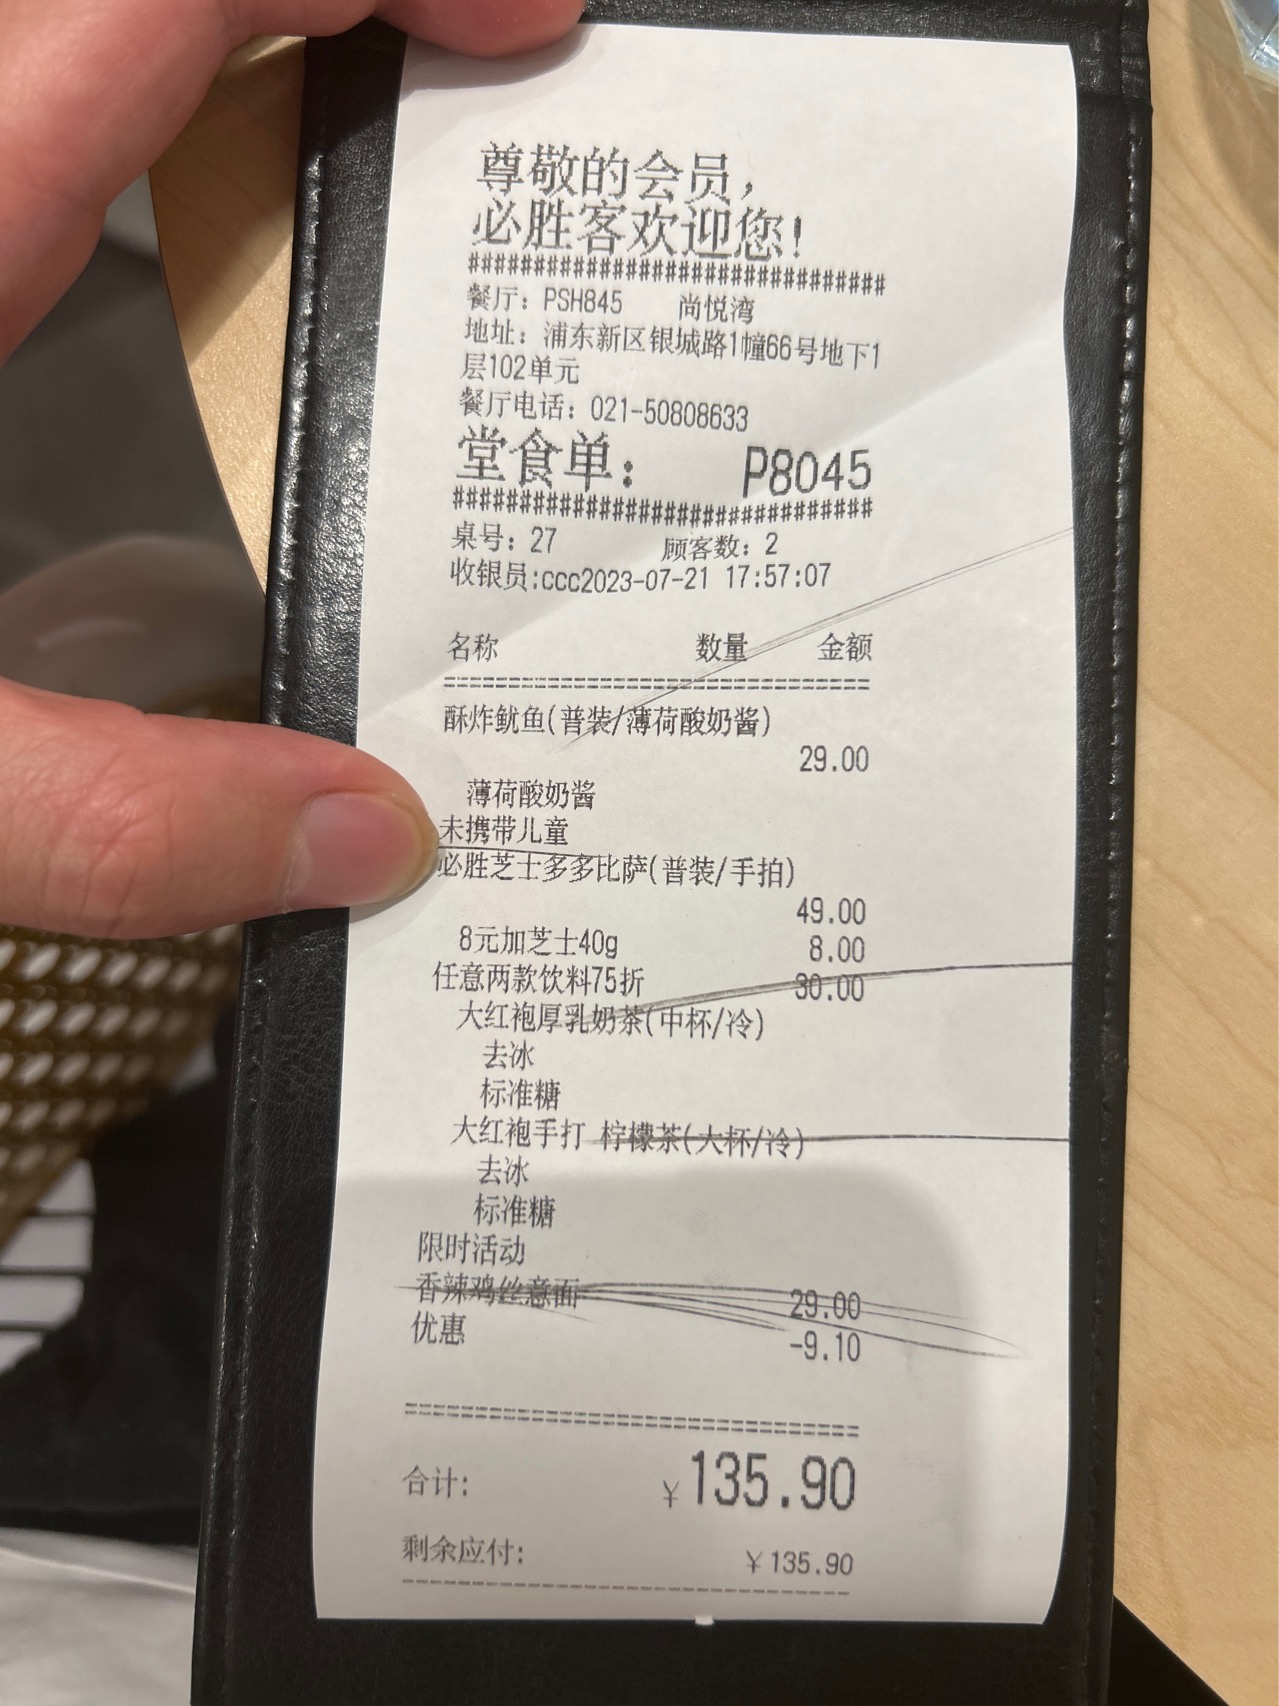 尊敬的会员，
必胜客欢迎您!
################################
餐厅：PSH845 尚悦湾
地址：浦东新区银城路1幢66号地下1
层102单元
餐厅电话：021-50808633
堂食单： P8045
################################
桌号：27 顾客数：2
收银员:ccc2023-07-21 17:57:07
名称 数量 金额
================================
酥炸鱿鱼(普装/薄荷酸奶酱)
29.00
薄荷酸奶酱
未携带儿童
必胜芝士多多比萨(普装/手拍)
49.00
8元加芝士40g 8.00
任意两款饮料75折 30.00
大红袍厚乳奶茶(中杯/冷)
去冰
标准糖
大红袍手打 柠檬茶(大杯/冷)
去冰
标准糖
限时活动
香辣鸡丝意面 29.00
优惠 -9.10
================================
合计: ￥135.90
剩余应付: ￥135.90
--------------------------------